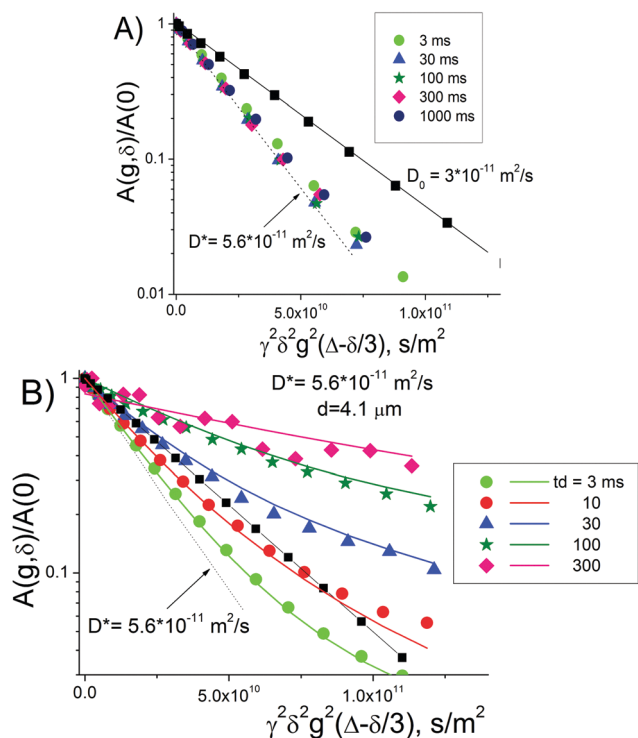 A)
1
0.1
0.01
A(g,δ)/A(0)
3 ms
30 ms
100 ms
300 ms
1000 ms
D₀ = 3*10⁻¹¹ m²/s
D*= 5.6*10⁻¹¹ m²/s
0.0 5.0x10¹⁰ 1.0x10¹¹
γ²δ²g²(Δ-δ/3), s/m²
B)
1
0.1
A(g,δ)/A(0)
D*= 5.6*10⁻¹¹ m²/s
d=4.1 μm
td = 3 ms
10
30
100
300
D*= 5.6*10⁻¹¹ m²/s
0.0 5.0x10¹⁰ 1.0x10¹¹
γ²δ²g²(Δ-δ/3), s/m²